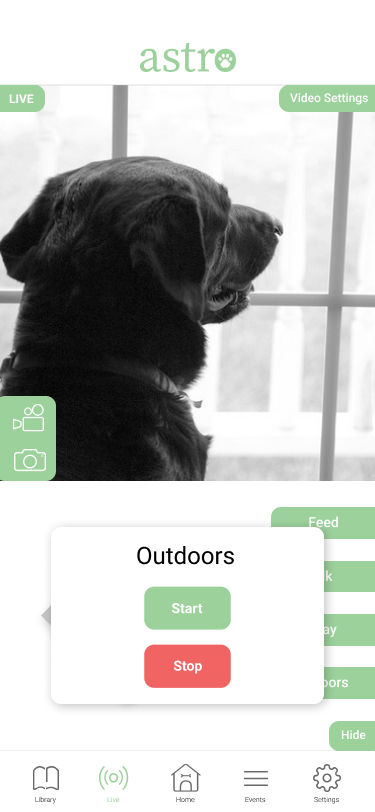 astro
LIVE
Video Settings
Feed
k
ay
oors
Outdoors
Start
Stop
Hide
Library
Live
Home
Events
Settings